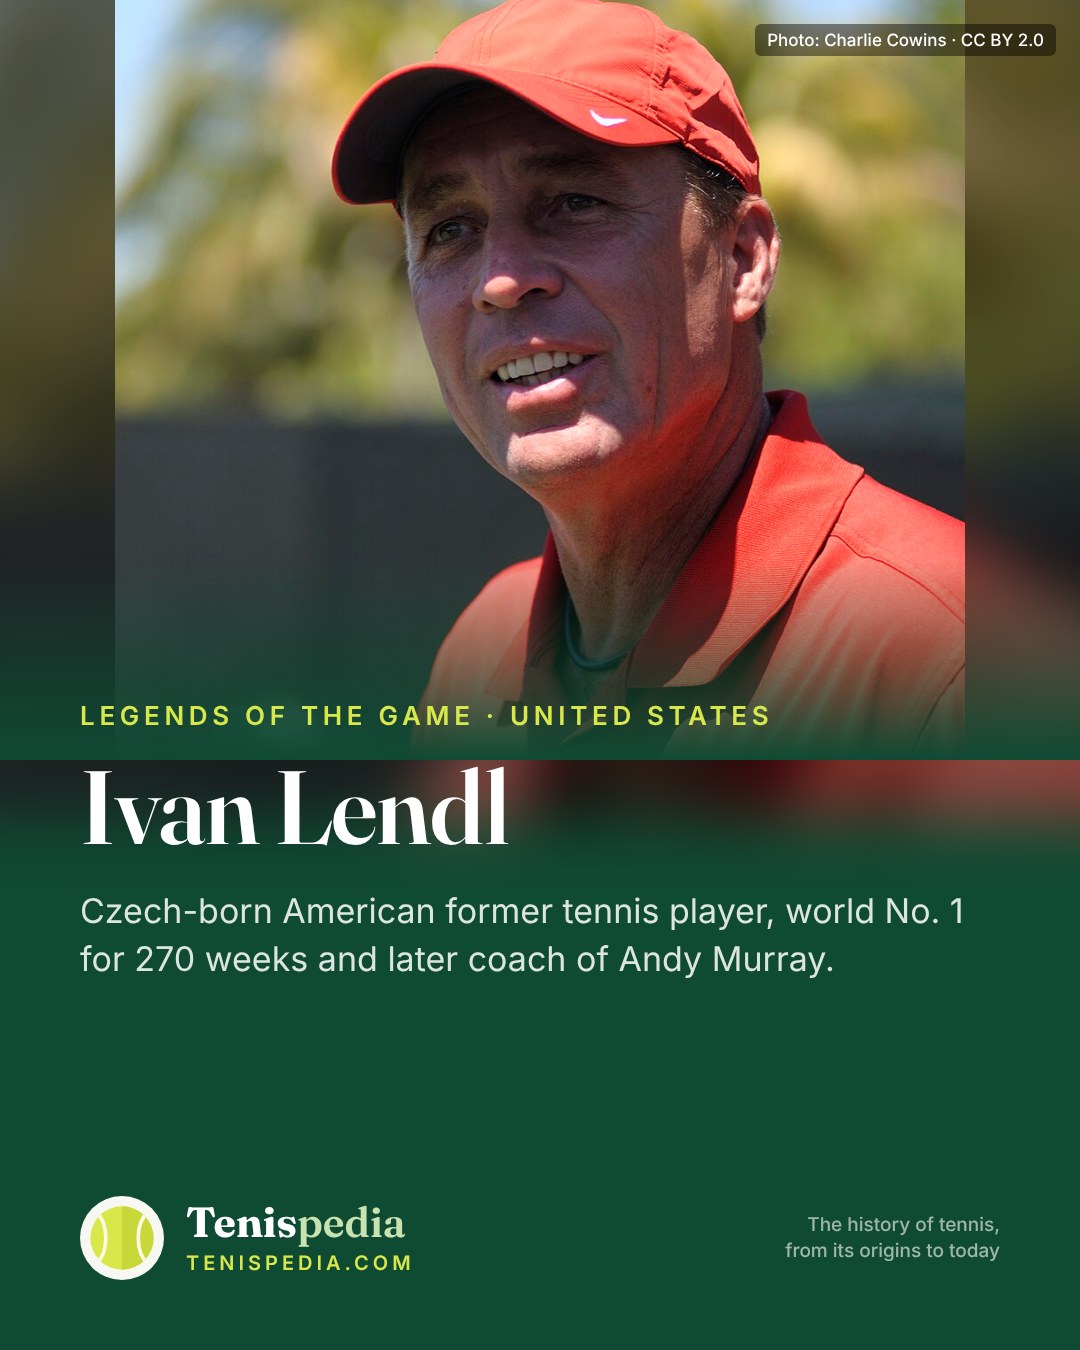 Photo: Charlie Cowins · CC BY 2.0
LEGENDS OF THE GAME · UNITED STATES
Ivan Lendl
Czech-born American former tennis player, world No. 1
for 270 weeks and later coach of Andy Murray.
Tenispedia
TENISPEDIA.COM
The history of tennis,
from its origins to today